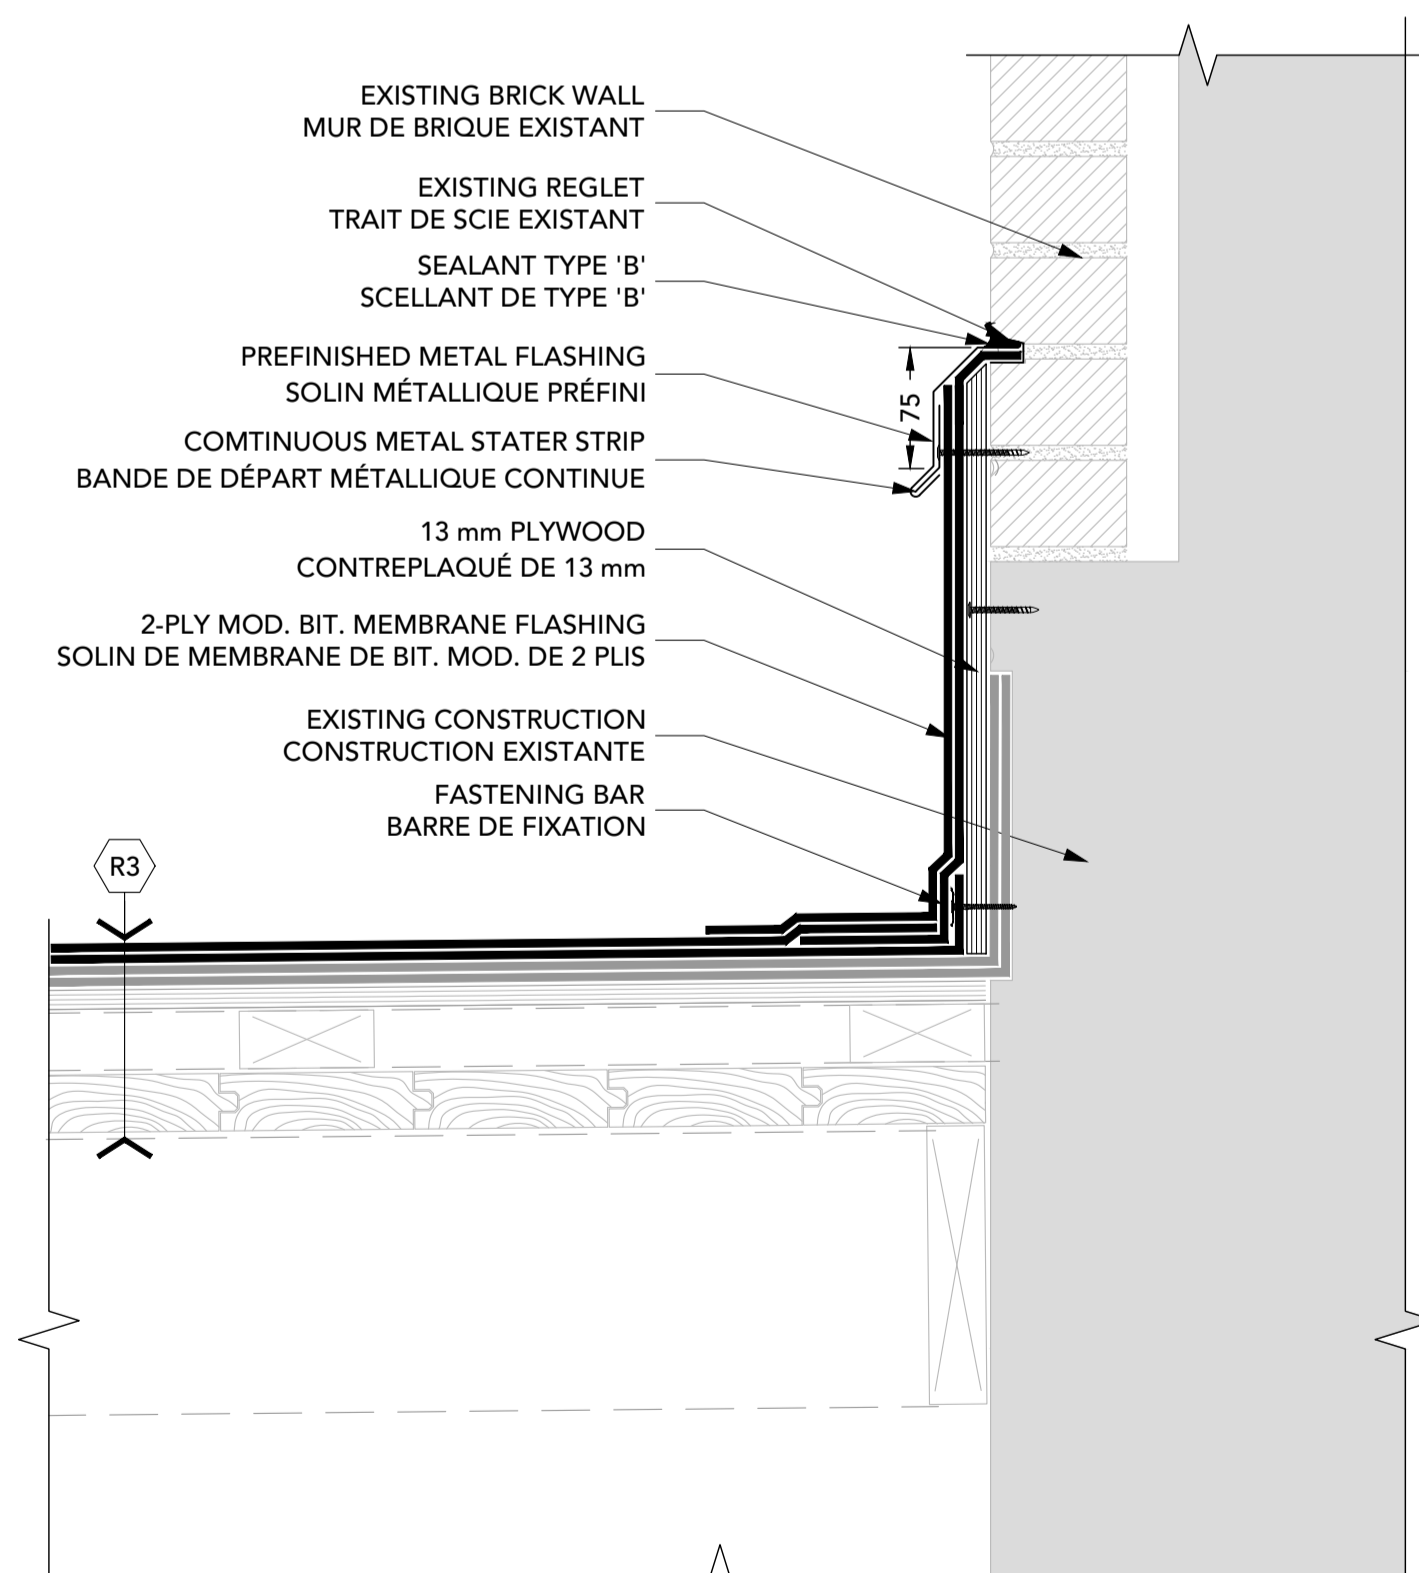 EXISTING BRICK WALL
MUR DE BRIQUE EXISTANT
EXISTING REGLET
TRAIT DE SCIE EXISTANT
SEALANT TYPE 'B'
SCELLANT DE TYPE 'B'
PREFINISHED METAL FLASHING
SOLIN MÉTALLIQUE PRÉFINI
75
COMTINUOUS METAL STATER STRIP
BANDE DE DÉPART MÉTALLIQUE CONTINUE
13 mm PLYWOOD
CONTREPLAQUÉ DE 13 mm
2-PLY MOD. BIT. MEMBRANE FLASHING
SOLIN DE MEMBRANE DE BIT. MOD. DE 2 PLIS
EXISTING CONSTRUCTION
CONSTRUCTION EXISTANTE
FASTENING BAR
BARRE DE FIXATION
R3